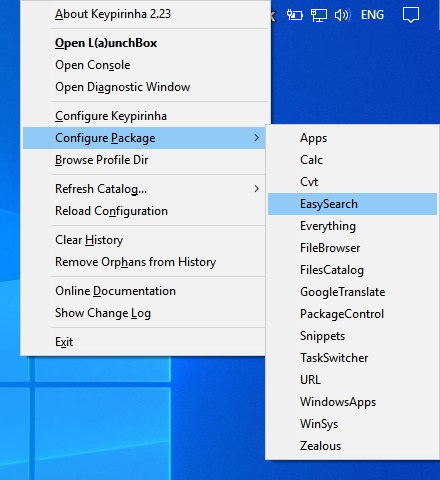 About Keypirinha 2.23
ENG
Open L(a)unchBox
Open Console
Open Diagnostic Window
Configure Keypirinha
Configure Package
Browse Profile Dir
Refresh Catalog...
Reload Configuration
Clear History
Remove Orphans from History
Online Documentation
Show Change Log
Exit
Apps
Calc
Cvt
EasySearch
Everything
FileBrowser
FilesCatalog
GoogleTranslate
PackageControl
Snippets
TaskSwitcher
URL
WindowsApps
WinSys
Zealous